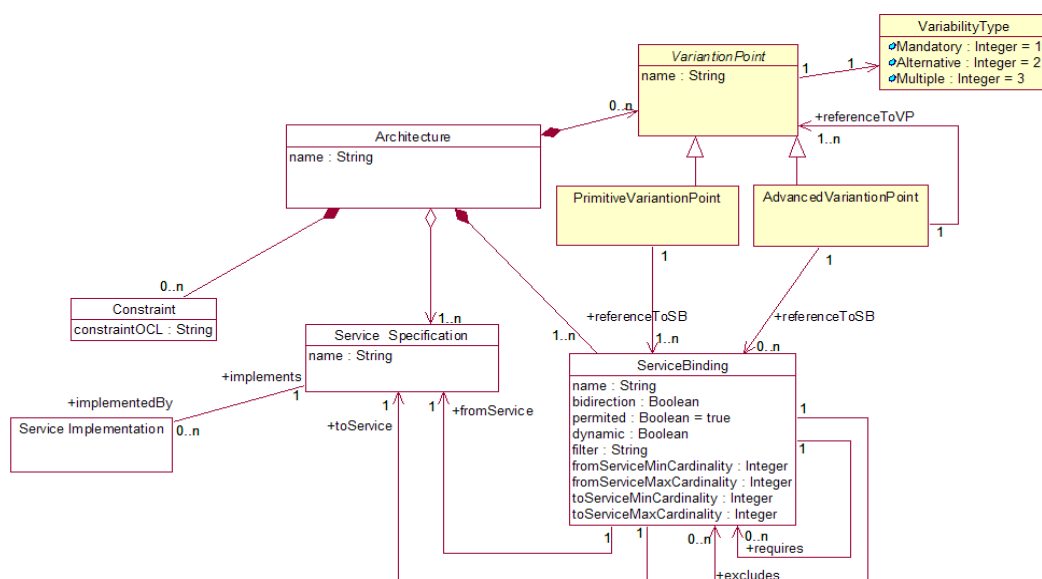 VariabilityType
Mandatory : Integer = 1
Alternative : Integer = 2
Multiple : Integer = 3
VariantionPoint
name : String
1
1
0..n
+referenceToVP
1..n
Architecture
name : String
PrimitiveVariantionPoint
AdvancedVariantionPoint
1
1
1
0..n
Constraint
constraintOCL : String
1..n
Service Specification
name : String
+referenceToSB
+referenceToSB
1..n
1..n
0..n
ServiceBinding
name : String
bidirection : Boolean
permited : Boolean = true
dynamic : Boolean
filter : String
fromServiceMinCardinality : Integer
fromServiceMaxCardinality : Integer
toServiceMinCardinality : Integer
toServiceMaxCardinality : Integer
+implements
1
+implementedBy
0..n
Service Implementation
1
1
+fromService
+toService
1
1
1
1
0..n
0..n
+requires
+excludes